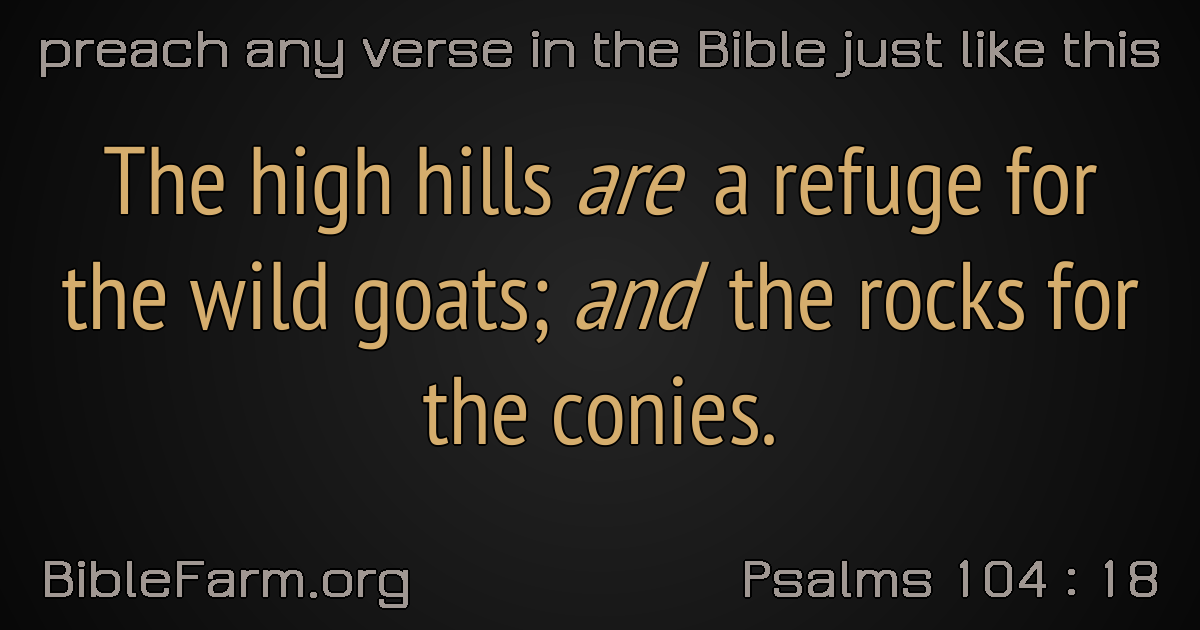 preach any verse in the Bible just like this
The high hills are a refuge for
the wild goats; and the rocks for
the conies.
BibleFarm.org
Psalms 104 : 18